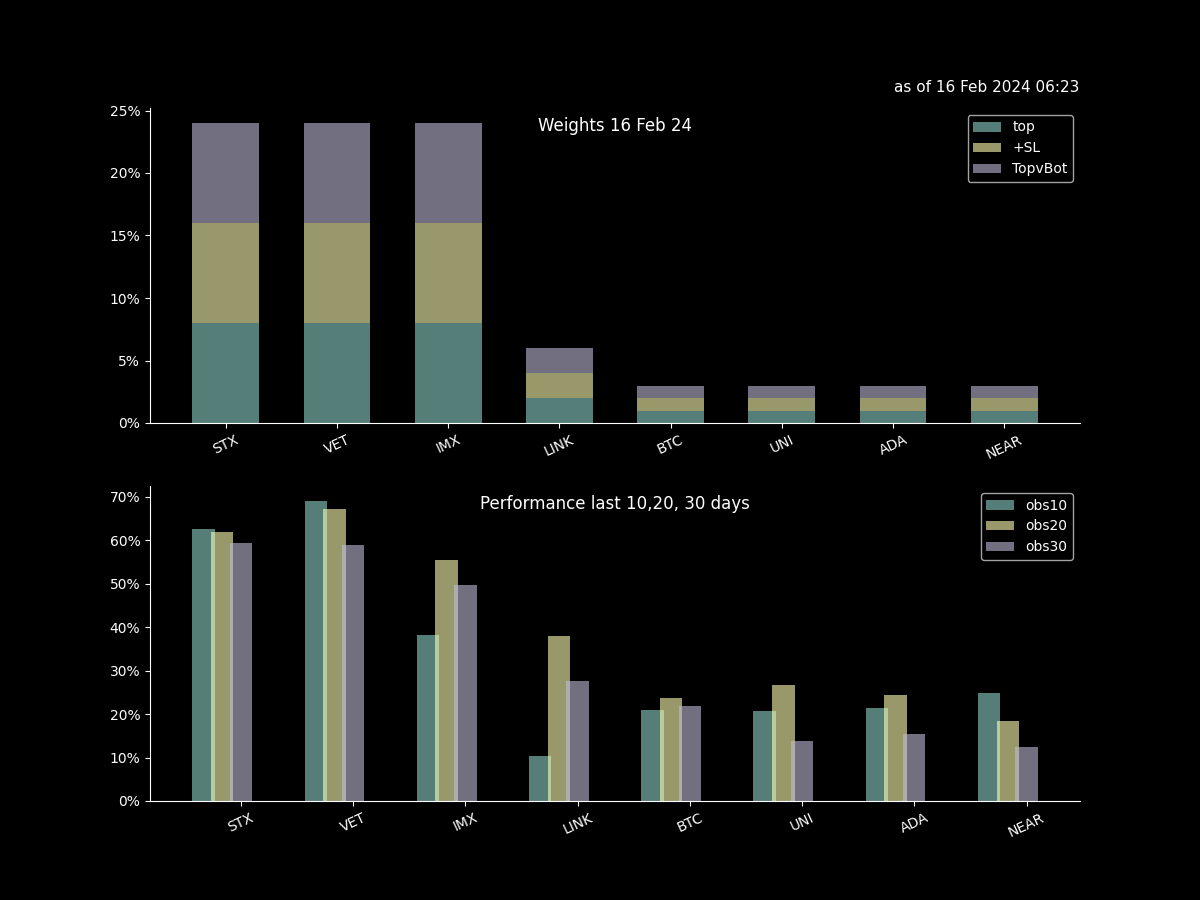 as of 16 Feb 2024 06:23
Weights 16 Feb 24
25%
20%
15%
10%
5%
0%
top
+SL
TopvBot
STX VET IMX LINK BTC UNI ADA NEAR
Performance last 10,20, 30 days
70%
60%
50%
40%
30%
20%
10%
0%
obs10
obs20
obs30
STX VET IMX LINK BTC UNI ADA NEAR